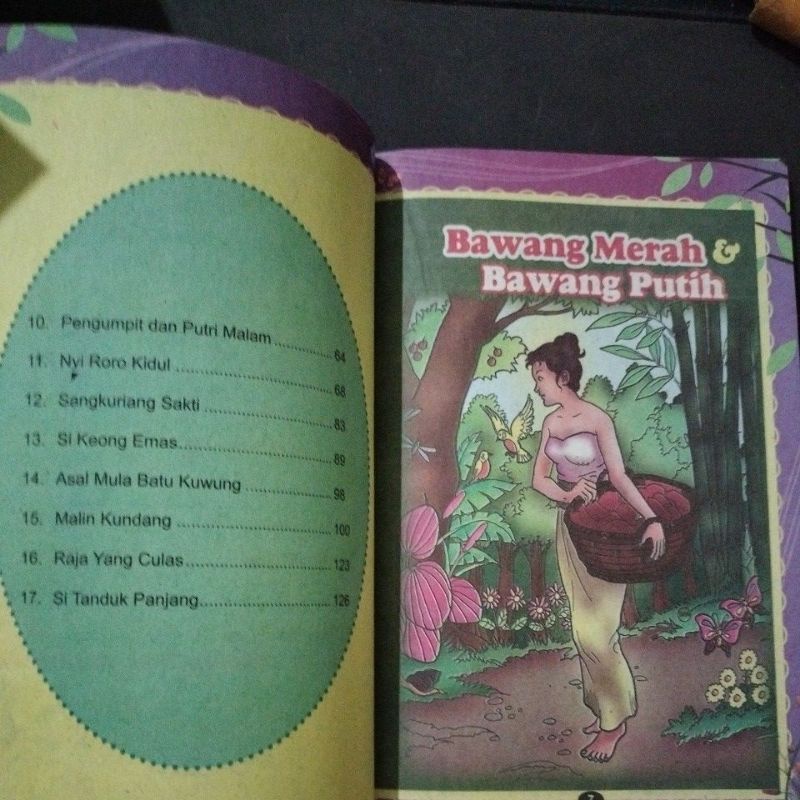 10. Pengumpit dan Putri Malam.................. 64
11. Nyi Roro Kidul .................................. 68
12. Sangkuriang Sakti ........................... 83
13. Si Keong Emas................................. 89
14. Asal Mula Batu Kuwung .................. 98
15. Malin Kundang ................................. 100
16. Raja Yang Culas............................... 123
17. Si Tanduk Panjang............................ 126
Bawang Merah &
Bawang Putih